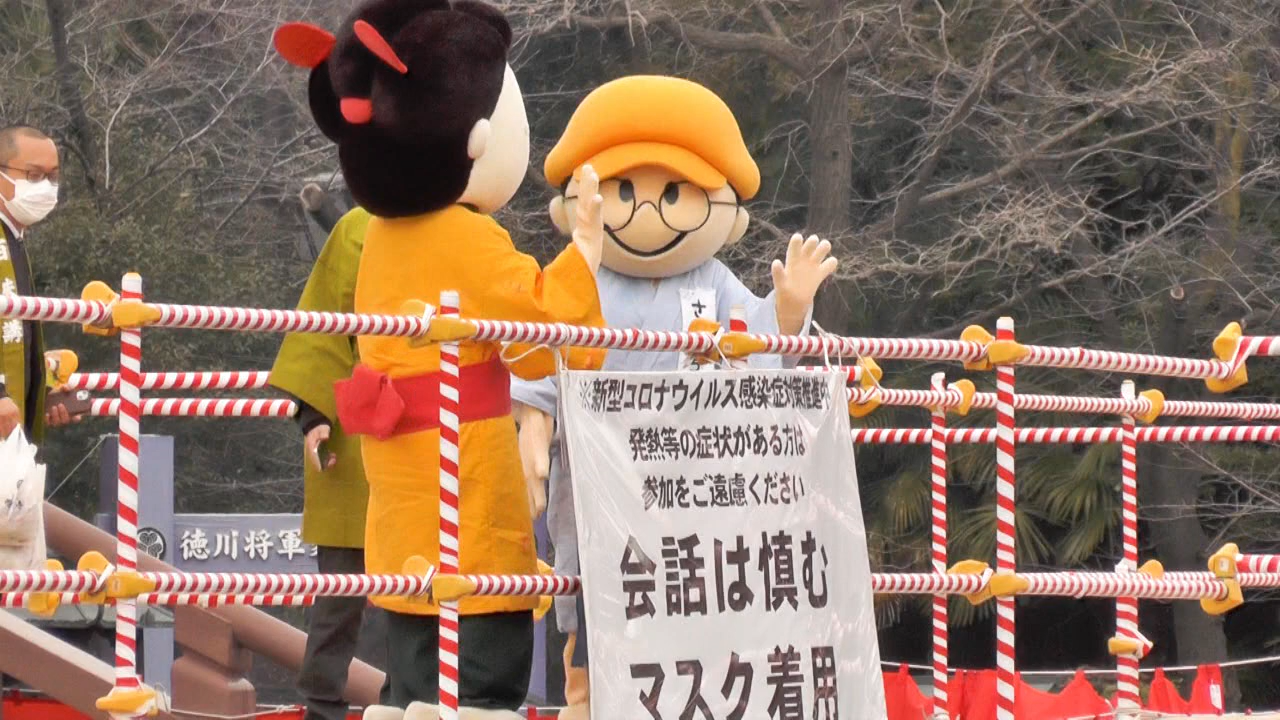 さ
※新型コロナウイルス感染症対策推進中
発熱等の症状がある方は
参加をご遠慮ください
会話は慎む
マスク着用
徳川将軍